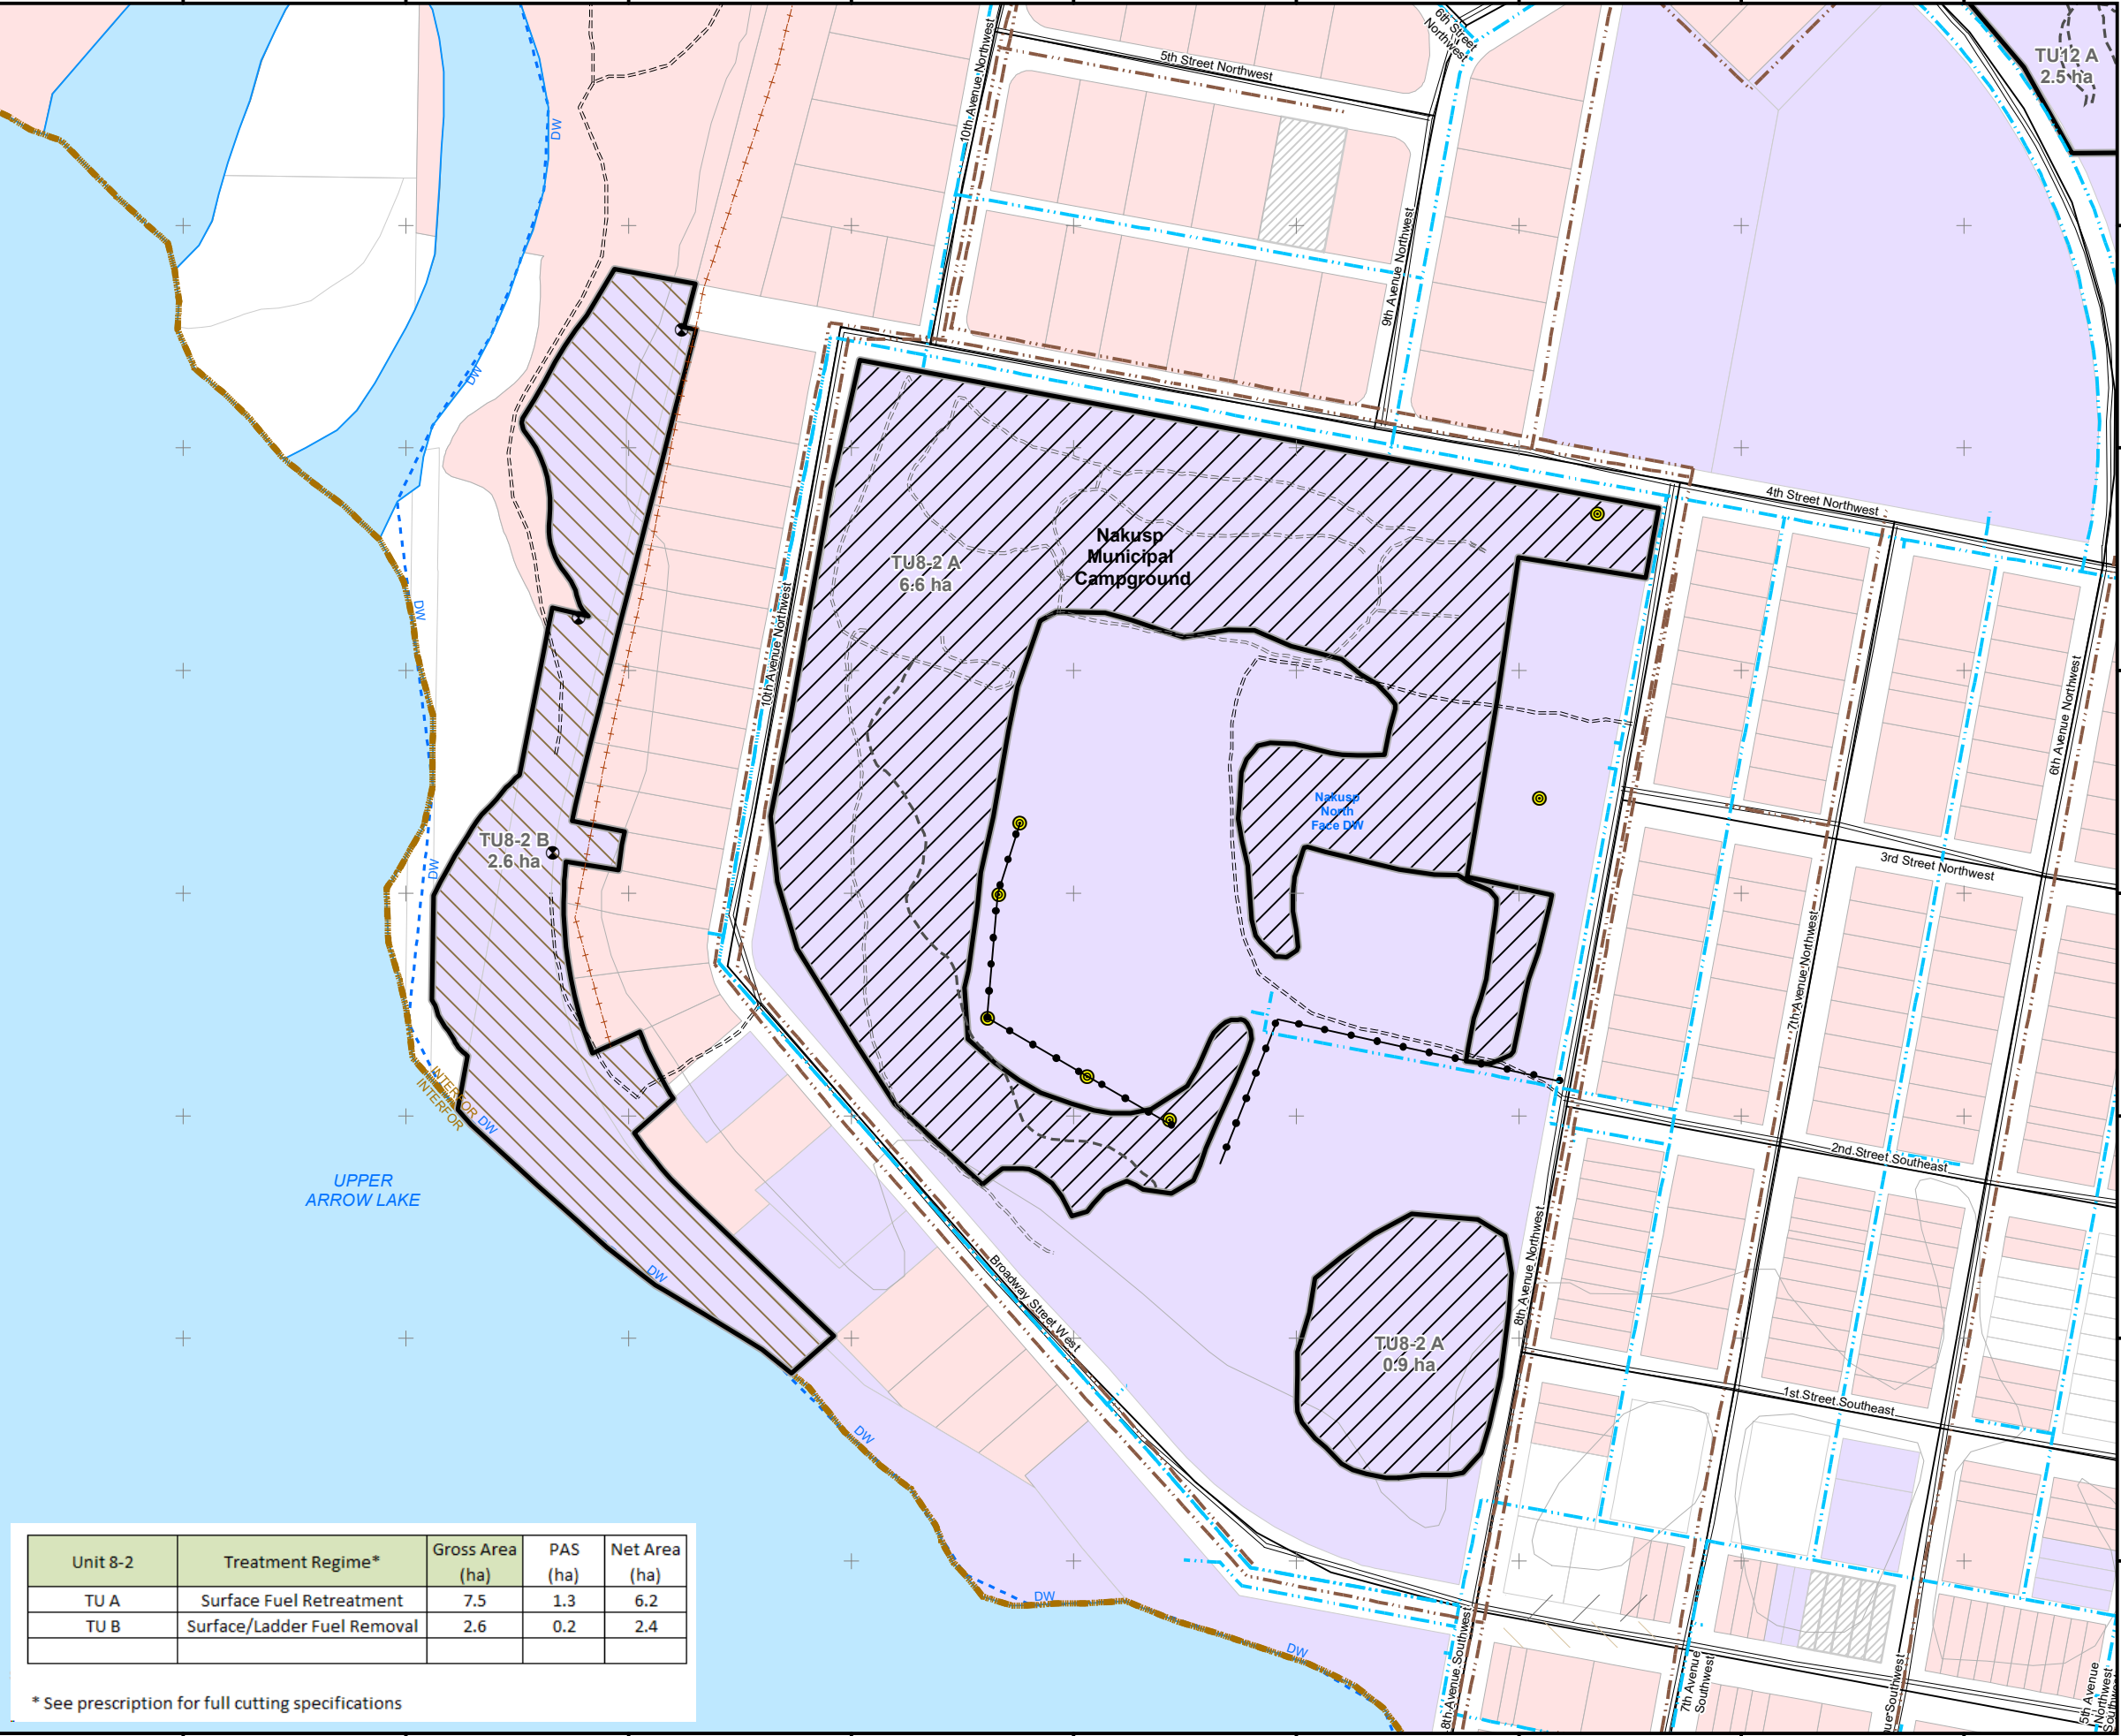 6th Street
Northwest
5th Street Northwest
10th Avenue Northwest
TU12 A
2.5 ha
DW
9th Avenue Northwest
DW
4th Street Northwest
Nakusp
Municipal
Campground
TU8-2 A
6.6 ha
DW
10th Avenue Northwest
6th Avenue Northwest
Nakusp
North
Face DW
TU8-2 B
2.6 ha
DW
3rd Street Northwest
7th Avenue Northwest
INTERFOR
INTERFOR
DW
2nd Street Southeast
UPPER
ARROW LAKE
DW
Broadway Street West
8th Avenue Northwest
TU8-2 A
0.9 ha
1st Street Southeast
DW
DW
DW
8th Avenue Southwest
7th Avenue
Southwest
5th Avenue
Northwest
Unit 8-2 Treatment Regime* Gross Area (ha) PAS (ha) Net Area (ha)
TU A Surface Fuel Retreatment 7.5 1.3 6.2
TU B Surface/Ladder Fuel Removal 2.6 0.2 2.4
* See prescription for full cutting specifications